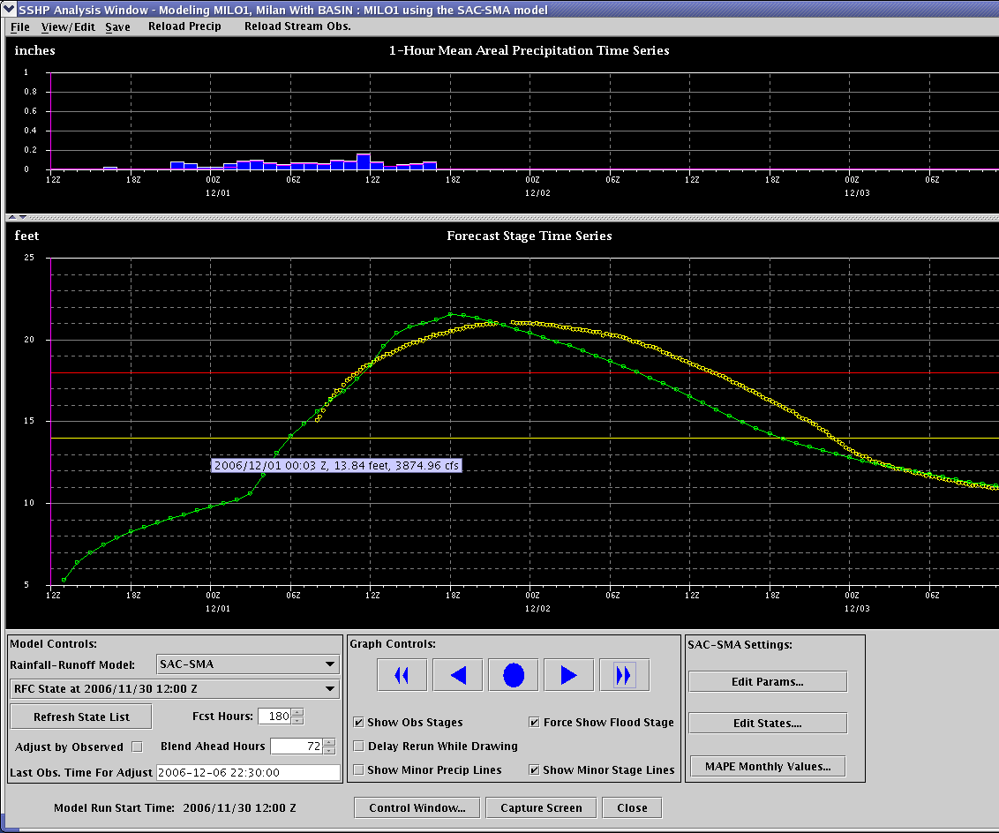 SSHP Analysis Window - Modeling MILO1, Milan With BASIN : MILO1 using the SAC-SMA model
File View/Edit Save Reload Precip Reload Stream Obs.
inches 1-Hour Mean Areal Precipitation Time Series
1
0.8
0.6
0.4
0.2
0
12Z 18Z 00Z 06Z 12Z 18Z 00Z 06Z 12Z 18Z 00Z 06Z
12/01 12/02 12/03
feet Forecast Stage Time Series
25
20
15
2006/12/01 00:03 Z, 13.84 feet, 3874.96 cfs
10
5
12Z 18Z 00Z 06Z 12Z 18Z 00Z 06Z 12Z 18Z 00Z 06Z
12/01 12/02 12/03
Model Controls:
Rainfall-Runoff Model: SAC-SMA
RFC State at 2006/11/30 12:00 Z
Refresh State List Fcst Hours: 180
Adjust by Observed Blend Ahead Hours 72
Last Obs. Time For Adjust 2006-12-06 22:30:00
Graph Controls:
Show Obs Stages Force Show Flood Stage
Delay Rerun While Drawing
Show Minor Precip Lines Show Minor Stage Lines
SAC-SMA Settings:
Edit Params...
Edit States....
MAPE Monthly Values...
Model Run Start Time: 2006/11/30 12:00 Z Control Window... Capture Screen Close